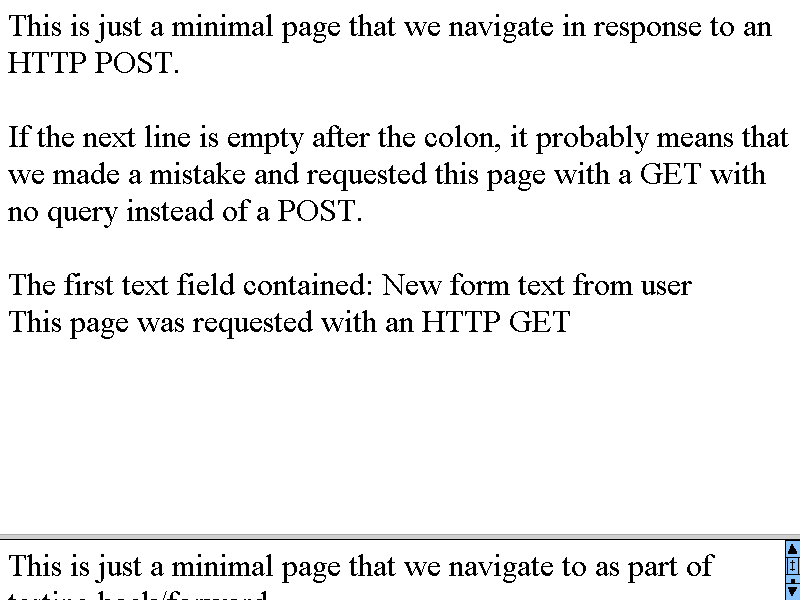 This is just a minimal page that we navigate in response to an
HTTP POST.
If the next line is empty after the colon, it probably means that
we made a mistake and requested this page with a GET with
no query instead of a POST.
The first text field contained: New form text from user
This page was requested with an HTTP GET
This is just a minimal page that we navigate to as part of
testing back/forward